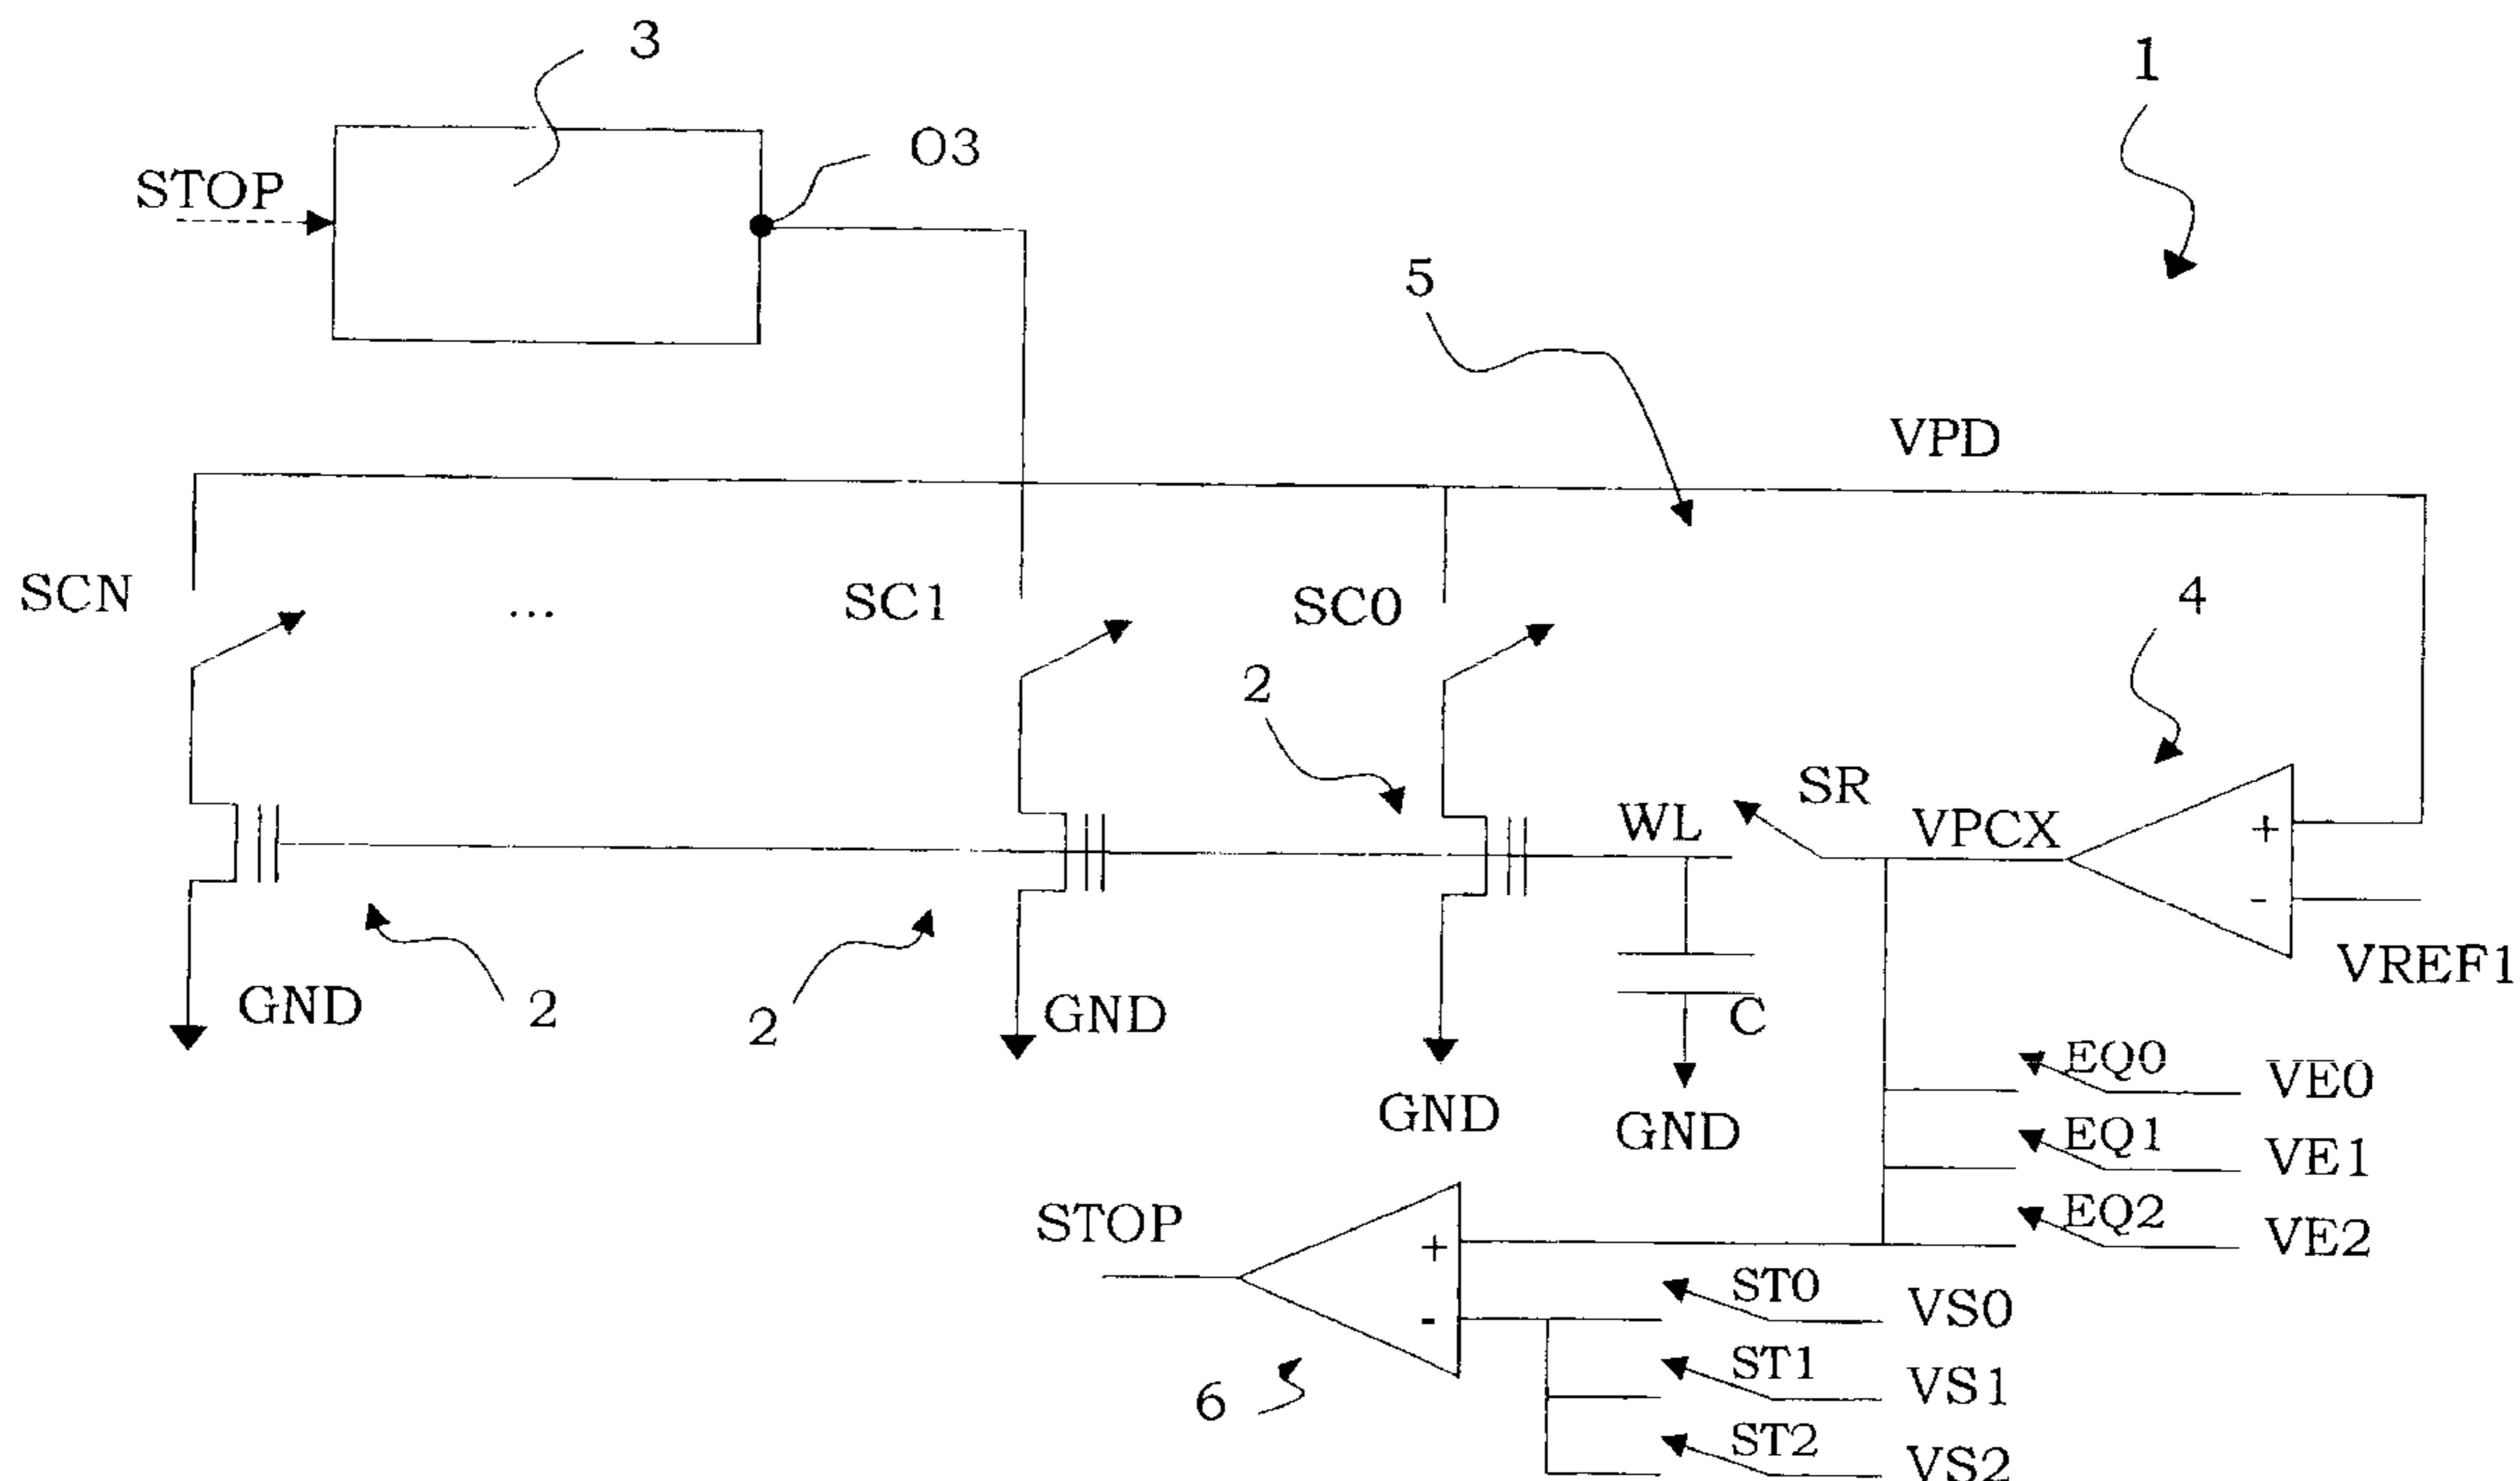 3
1
O3
STOP
5
VPD
SCN
...
SC1
SC0
4
2
SR
WL
VPCX
+
-
VREF1
GND
2
2
GND
C
GND
GND
EQ0
VE0
EQ1
VE1
EQ2
VE2
STOP
+
-
ST0
VS0
ST1
VS1
6
ST2
VS2